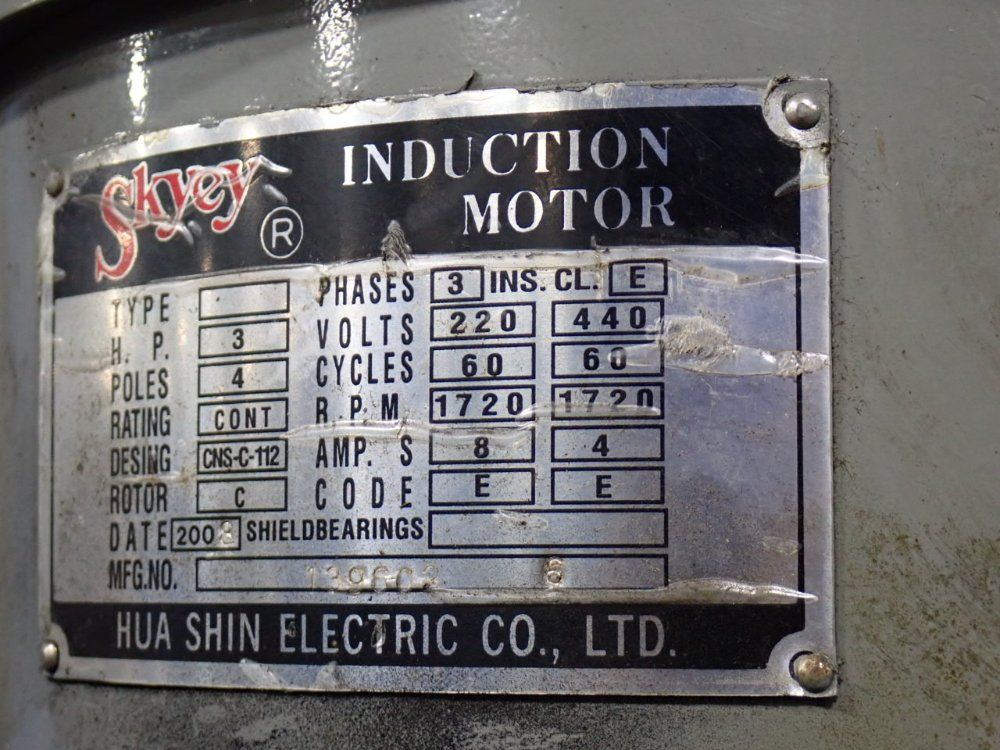 Skyey ®
INDUCTION
MOTOR
TYPE
PHASES 3 INS. CL. E
H. P. 3
VOLTS 220 440
POLES 4
CYCLES 60 60
RATING CONT
R.P.M 1720 1720
DESING CNS-C-112
AMP. S 8 4
ROTOR C
CODE E E
DATE 200 SHIELDBEARINGS
MFG.NO. 6
HUA SHIN ELECTRIC CO., LTD.